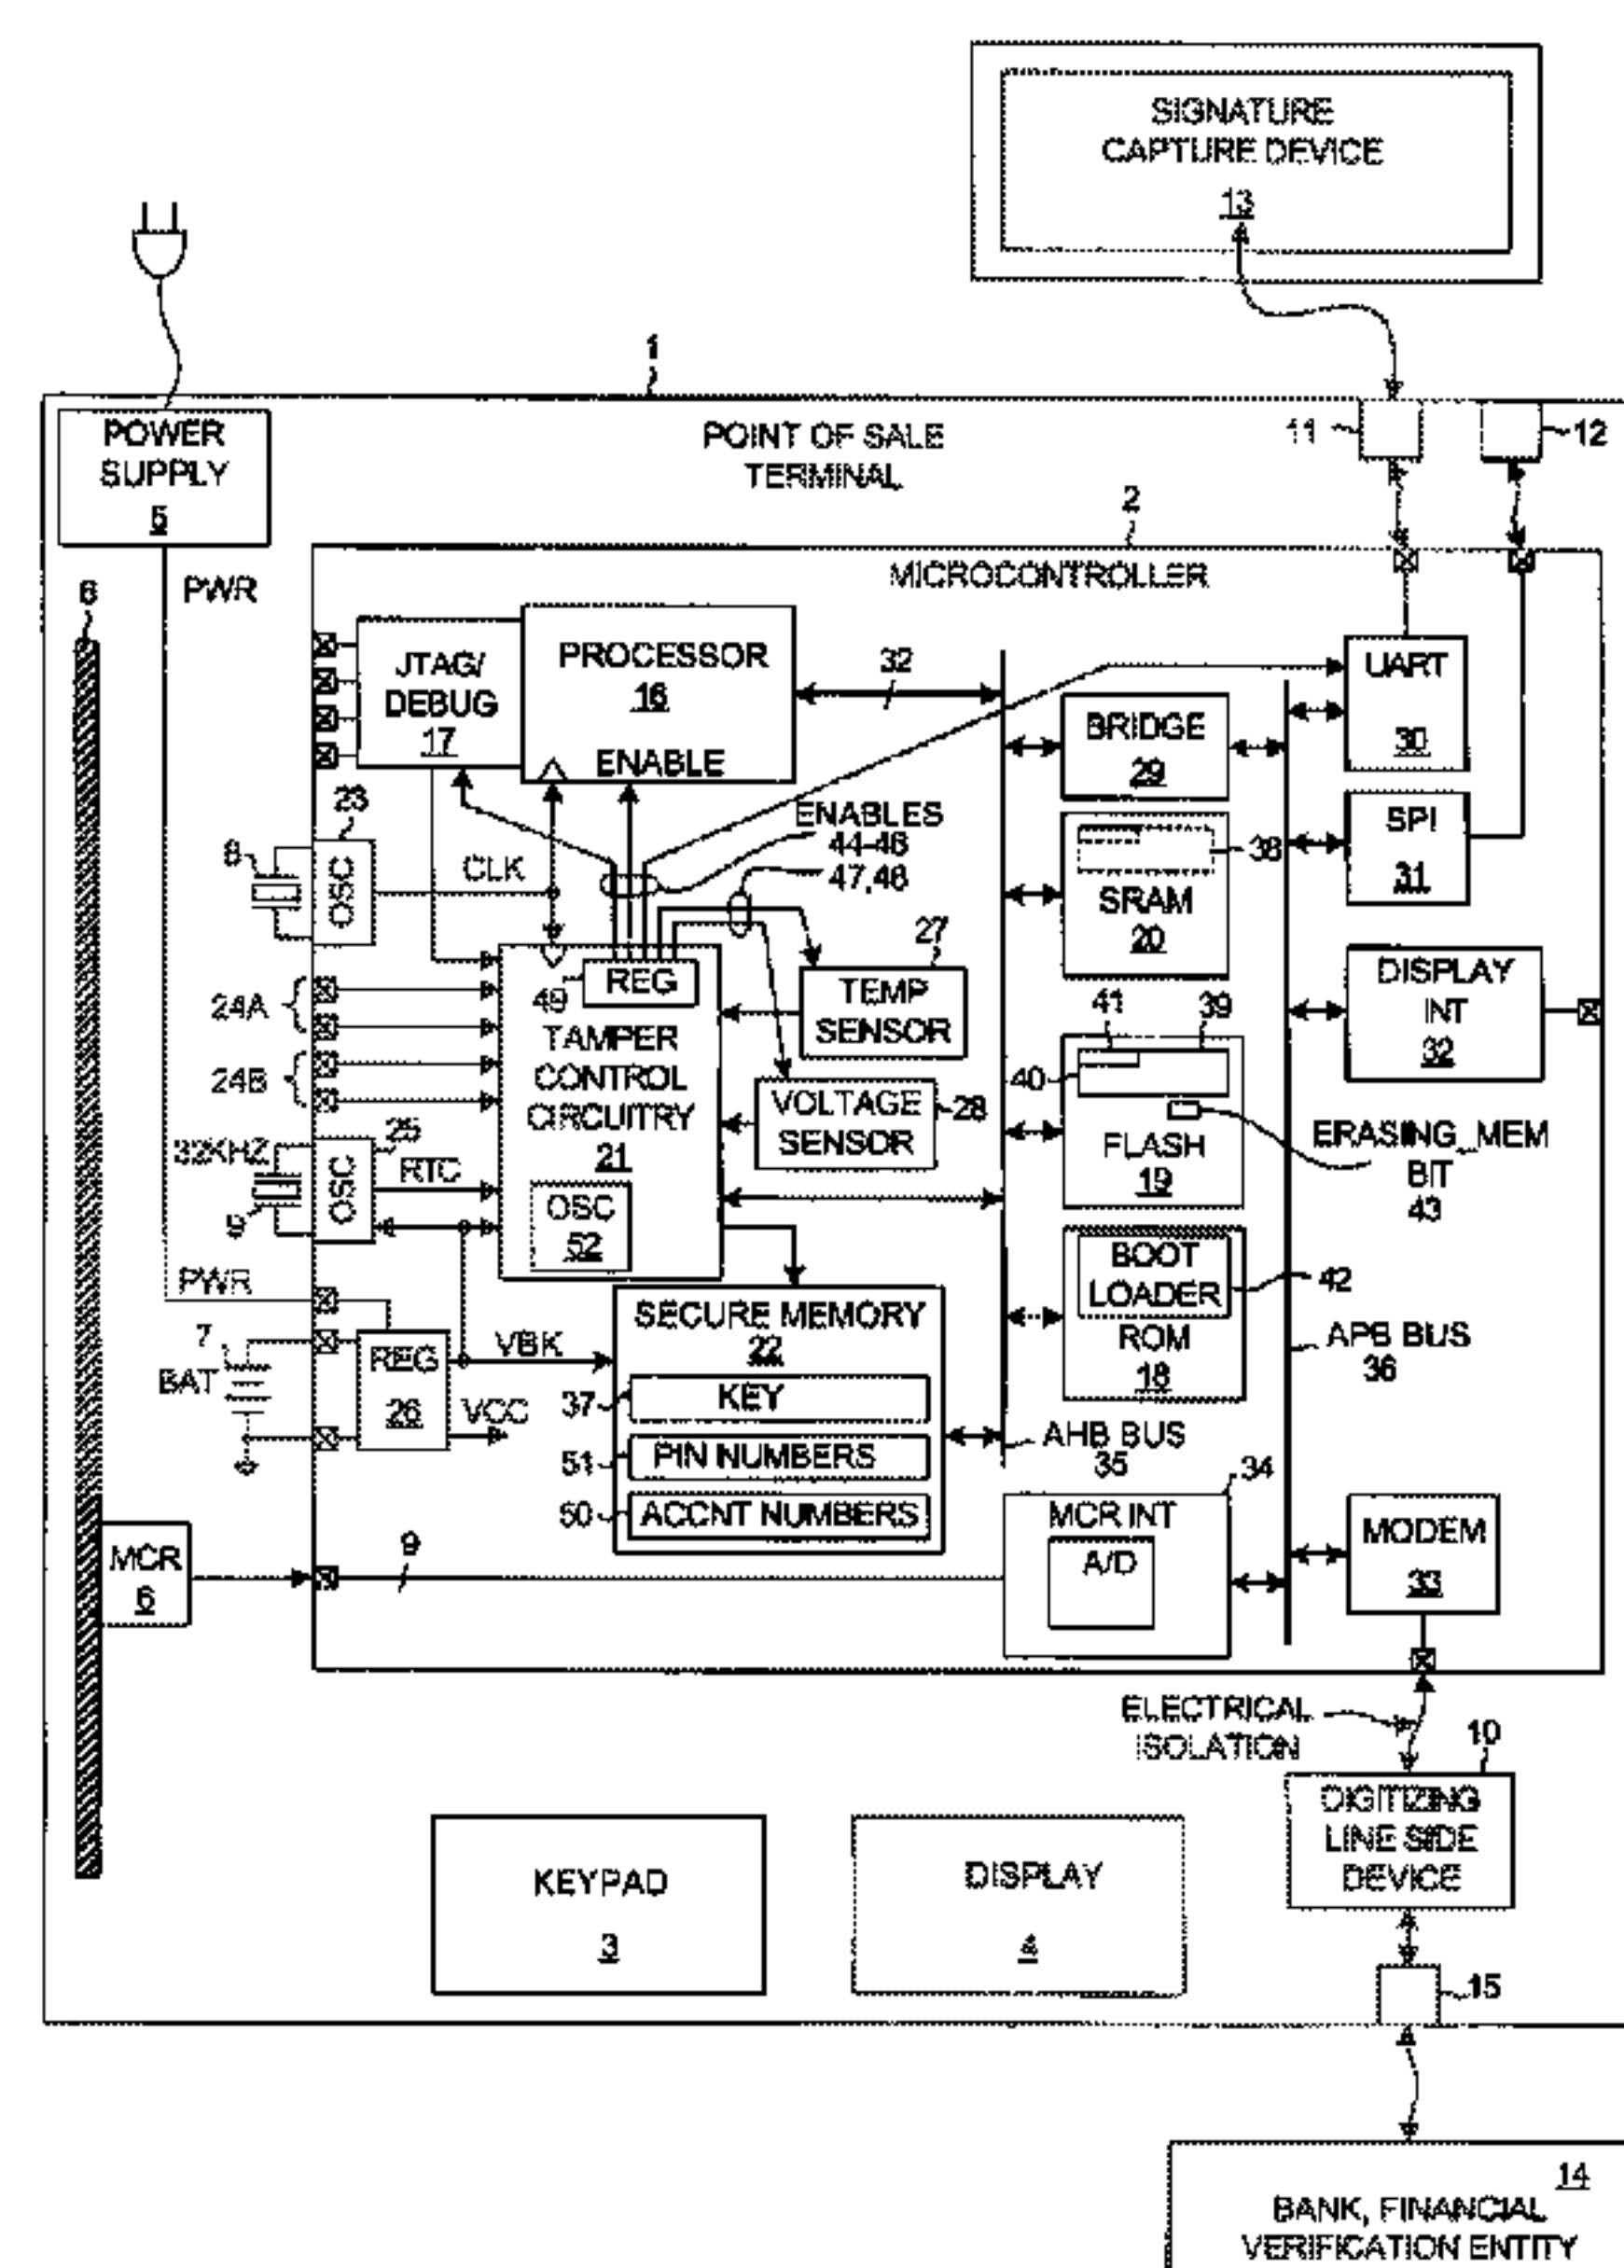 SIGNATURE
CAPTURE DEVICE
13
1
POWER
SUPPLY
5
POINT OF SALE
TERMINAL
11
12
2
PWR
6
MICROCONTROLLER
JTAG/
DEBUG
17
PROCESSOR
16
ENABLE
32
UART
30
BRIDGE
29
23
8
OSC
CLK
ENABLES
44-46
47,48
SRAM
20
38
SPI
31
27
24A
49
REG
TEMP
SENSOR
41
39
DISPLAY
INT
32
TAMPER
CONTROL
CIRCUITRY
21
24B
40
VOLTAGE
SENSOR
28
FLASH
19
ERASING_MEM
BIT
43
25
32KHZ
OSC
RTC
9
OSC
52
PWR
BOOT
LOADER
42
ROM
18
SECURE MEMORY
22
7
BAT
REG
26
VBK
VCC
37
KEY
51
PIN NUMBERS
50
ACCNT NUMBERS
APB BUS
36
AHB BUS
35
34
MCR INT
A/D
MODEM
33
MCR
6
9
ELECTRICAL
ISOLATION
10
DIGITIZING
LINE SIDE
DEVICE
KEYPAD
3
DISPLAY
4
15
14
BANK, FINANCIAL
VERIFICATION ENTITY